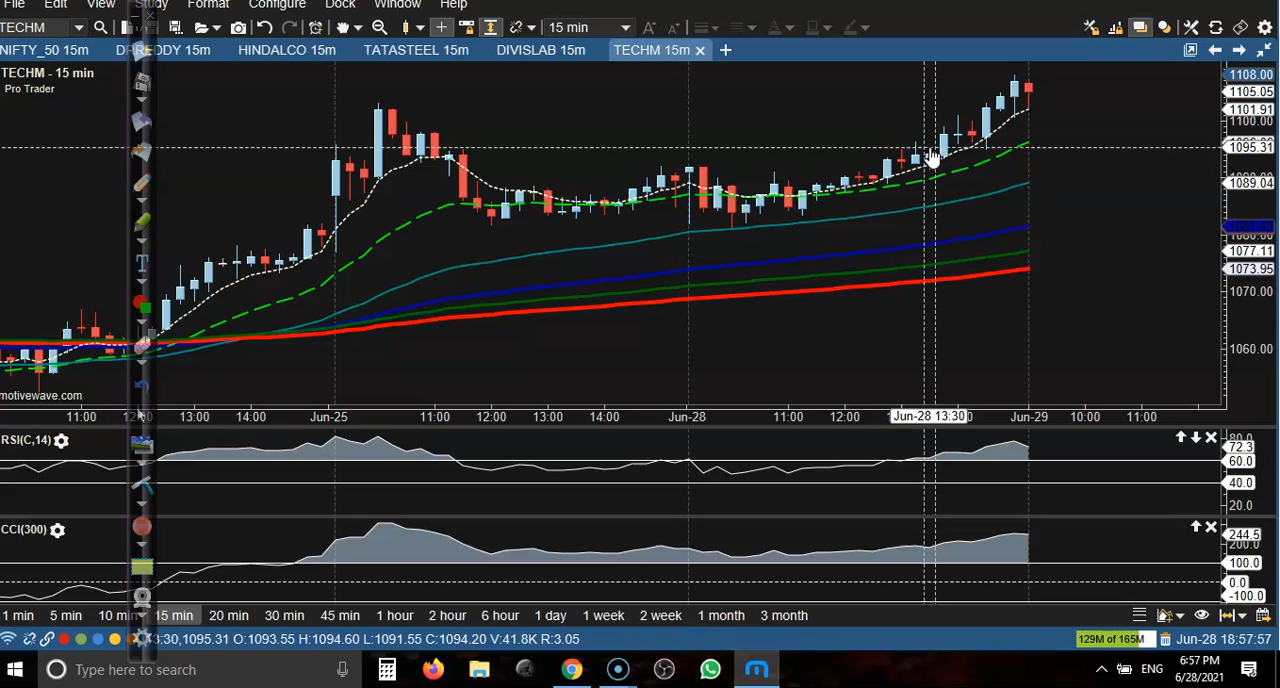 File Edit View Study Format Configure Dock Window Help
TECHM 15 min
NIFTY_50 15m DRREDDY 15m HINDALCO 15m TATASTEEL 15m DIVISLAB 15m TECHM 15m
TECHM - 15 min
Pro Trader
1108.00
1105.05
1101.91
1100.00
1095.31
1089.04
1080.00
1077.11
1073.95
1070.00
1060.00
motivewave.com
11:00 12:00 13:00 14:00 Jun-25 11:00 12:00 13:00 14:00 Jun-28 11:00 12:00 Jun-28 13:30 Jun-29 10:00 11:00
RSI(C,14)
80.0
72.3
60.0
40.0
20.0
CCI(300)
244.5
200.0
100.0
0.0
-100.0
1 min 5 min 10 min 15 min 20 min 30 min 45 min 1 hour 2 hour 6 hour 1 day 1 week 2 week 1 month 3 month
3:30, 1095.31 O:1093.55 H:1094.60 L:1091.55 C:1094.20 V:41.8K R:3.05 129M of 165M Jun-28 18:57:57
Type here to search ENG 6:57 PM
6/28/2021